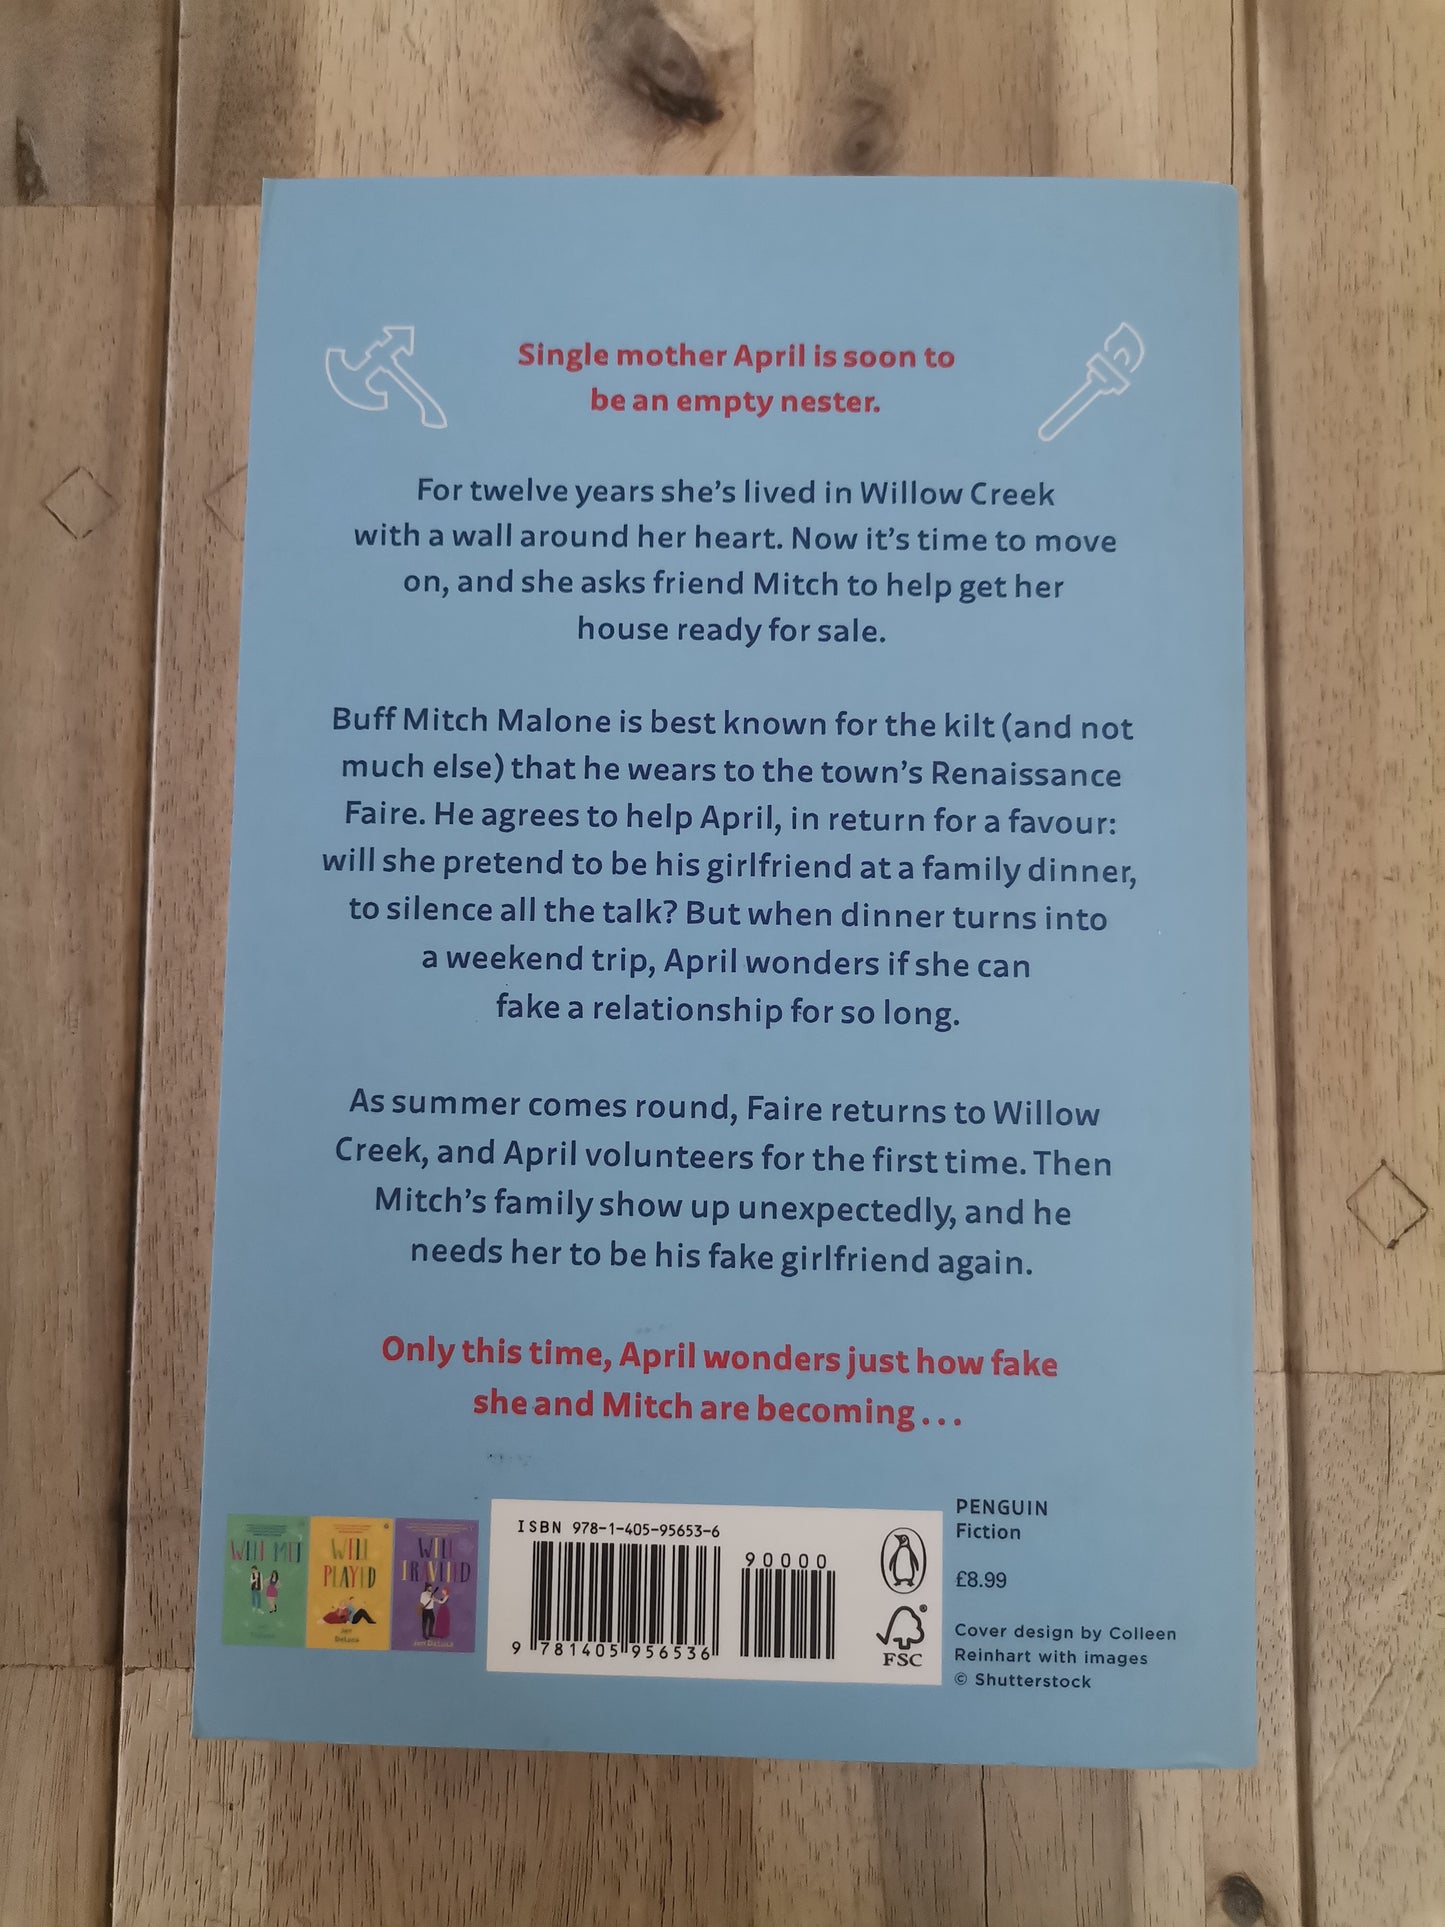 Single mother April is soon to
be an empty nester.
For twelve years she's lived in Willow Creek
with a wall around her heart. Now it's time to move
on, and she asks friend Mitch to help get her
house ready for sale.
Buff Mitch Malone is best known for the kilt (and not
much else) that he wears to the town's Renaissance
Faire. He agrees to help April, in return for a favour:
will she pretend to be his girlfriend at a family dinner,
to silence all the talk? But when dinner turns into
a weekend trip, April wonders if she can
fake a relationship for so long.
As summer comes round, Faire returns to Willow
Creek, and April volunteers for the first time. Then
Mitch's family show up unexpectedly, and he
needs her to be his fake girlfriend again.
Only this time, April wonders just how fake
she and Mitch are becoming . . .
WELL MET
WELL
PLAYED
Jen
DeLuca
WELL
TRAVELED
Jen DeLuca
ISBN 978-1-405-95653-6
90000
9 781405 956536
FSC
PENGUIN
Fiction
£8.99
Cover design by Colleen
Reinhart with images
© Shutterstock